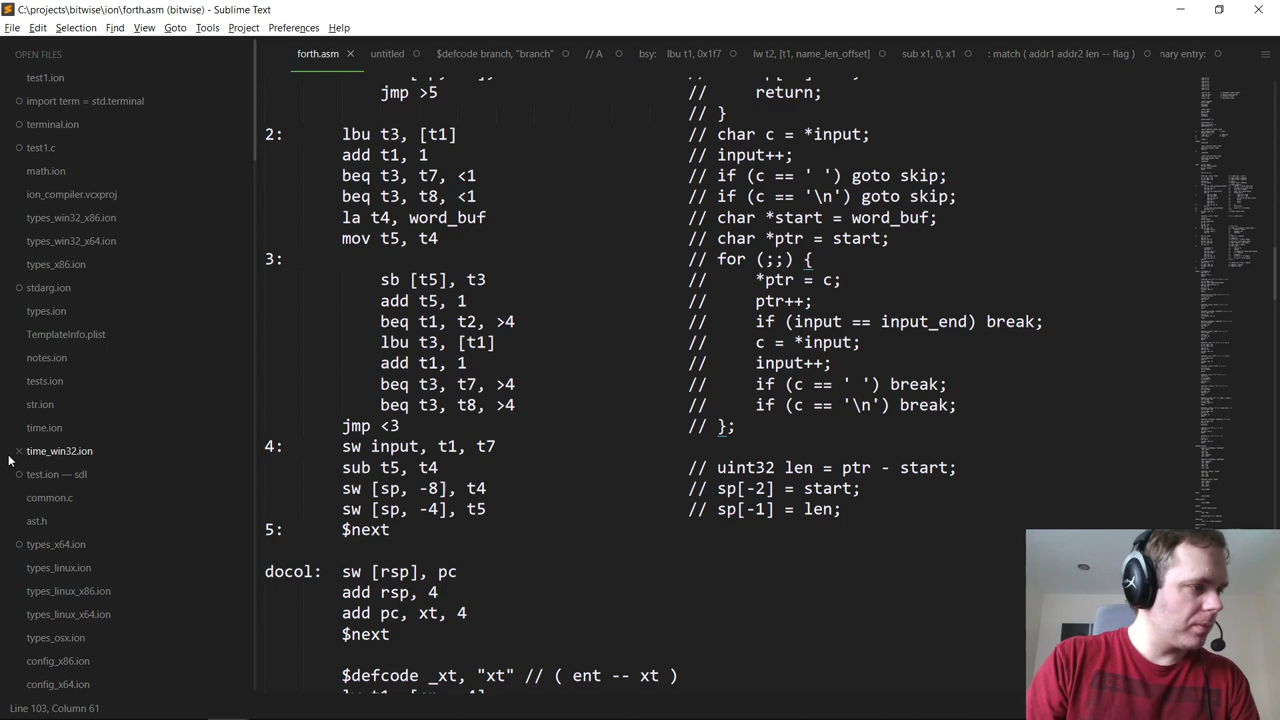 C:\projects\bitwise\ion\forth.asm (bitwise) - Sublime Text
File Edit Selection Find View Goto Tools Project Preferences Help
OPEN FILES
test1.ion
import term = std.terminal
terminal.ion
test1.c
math.ion
ion_compiler.vcxproj
types_win32_x86.ion
types_win32_x64.ion
types_x86.ion
stdarg.ion
types.ion
TemplateInfo.plist
notes.ion
tests.ion
str.ion
time.ion
time_win32.ion
test.ion — sdl
common.c
ast.h
types_x64.ion
types_linux.ion
types_linux_x86.ion
types_linux_x64.ion
types_osx.ion
config_x86.ion
config_x64.ion
forth.asm untitled $defcode branch, "branch" // A bsy: lbu t1, 0x1f7 lw t2, [t1, name_len_offset] sub x1, 0, x1 : match ( addr1 addr2 len -- flag ) nary entry:
jmp >5 // return;
// }
2: lbu t3, [t1] // char c = *input;
add t1, 1 // input++;
beq t3, t7, <1 // if (c == ' ') goto skip;
beq t3, t8, <1 // if (c == '\n') goto skip;
la t4, word_buf // char *start = word_buf;
mov t5, t4 // char *ptr = start;
3: // for (;;) {
sb [t5], t3 // *ptr = c;
add t5, 1 // ptr++;
beq t1, t2, >4 // if (input == input_end) break;
lbu t3, [t1] // c = *input;
add t1, 1 // input++;
beq t3, t7, >4 // if (c == ' ') break;
beq t3, t8, >4 // if (c == '\n') break;
jmp <3 // };
4: sw input, t1, t7
sub t5, t4 // uint32 len = ptr - start;
sw [sp, -8], t4 // sp[-2] = start;
sw [sp, -4], t5 // sp[-1] = len;
5: $next
docol: sw [rsp], pc
add rsp, 4
add pc, xt, 4
$next
$defcode _xt, "xt" // ( ent -- xt )
Line 103, Column 61